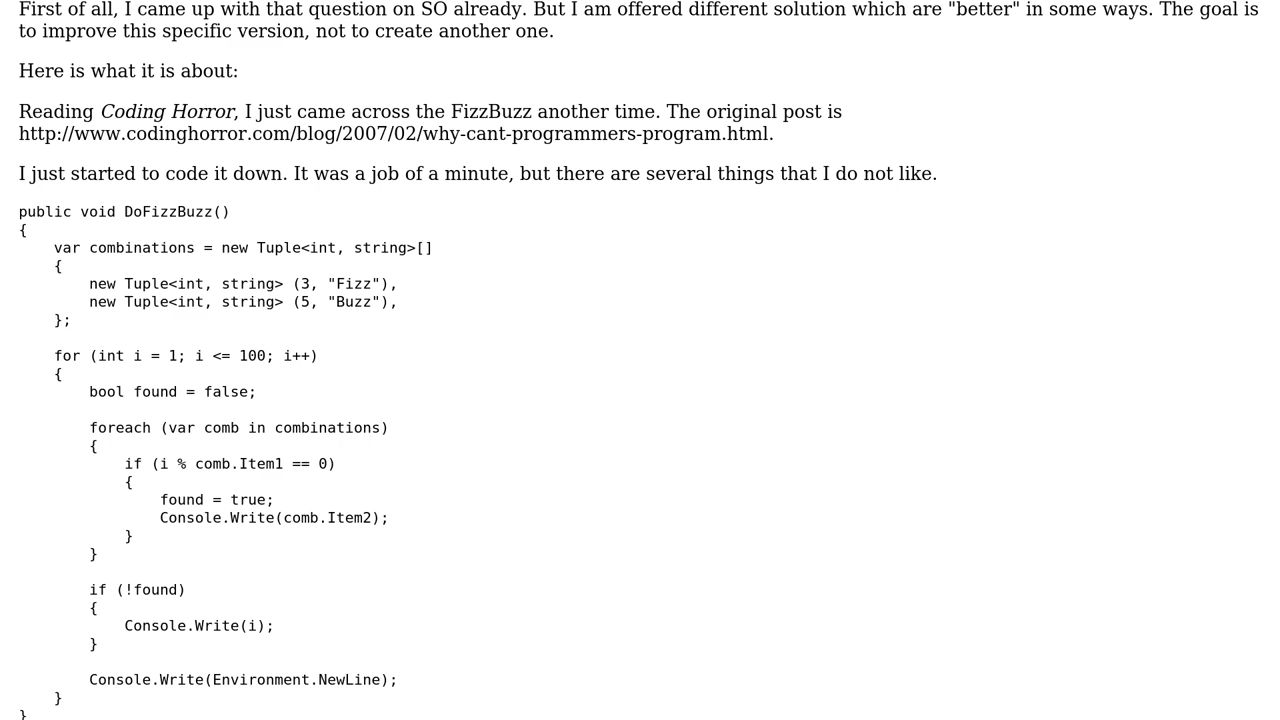 First of all, I came up with that question on SO already. But I am offered different solution which are "better" in some ways. The goal is
to improve this specific version, not to create another one.
Here is what it is about:
Reading Coding Horror, I just came across the FizzBuzz another time. The original post is
http://www.codinghorror.com/blog/2007/02/why-cant-programmers-program.html.
I just started to code it down. It was a job of a minute, but there are several things that I do not like.
public void DoFizzBuzz()
{
    var combinations = new Tuple<int, string>[]
    {
        new Tuple<int, string> (3, "Fizz"),
        new Tuple<int, string> (5, "Buzz"),
    };
    for (int i = 1; i <= 100; i++)
    {
        bool found = false;
        foreach (var comb in combinations)
        {
            if (i % comb.Item1 == 0)
            {
                found = true;
                Console.Write(comb.Item2);
            }
        }
        if (!found)
        {
            Console.Write(i);
        }
        Console.Write(Environment.NewLine);
    }
}